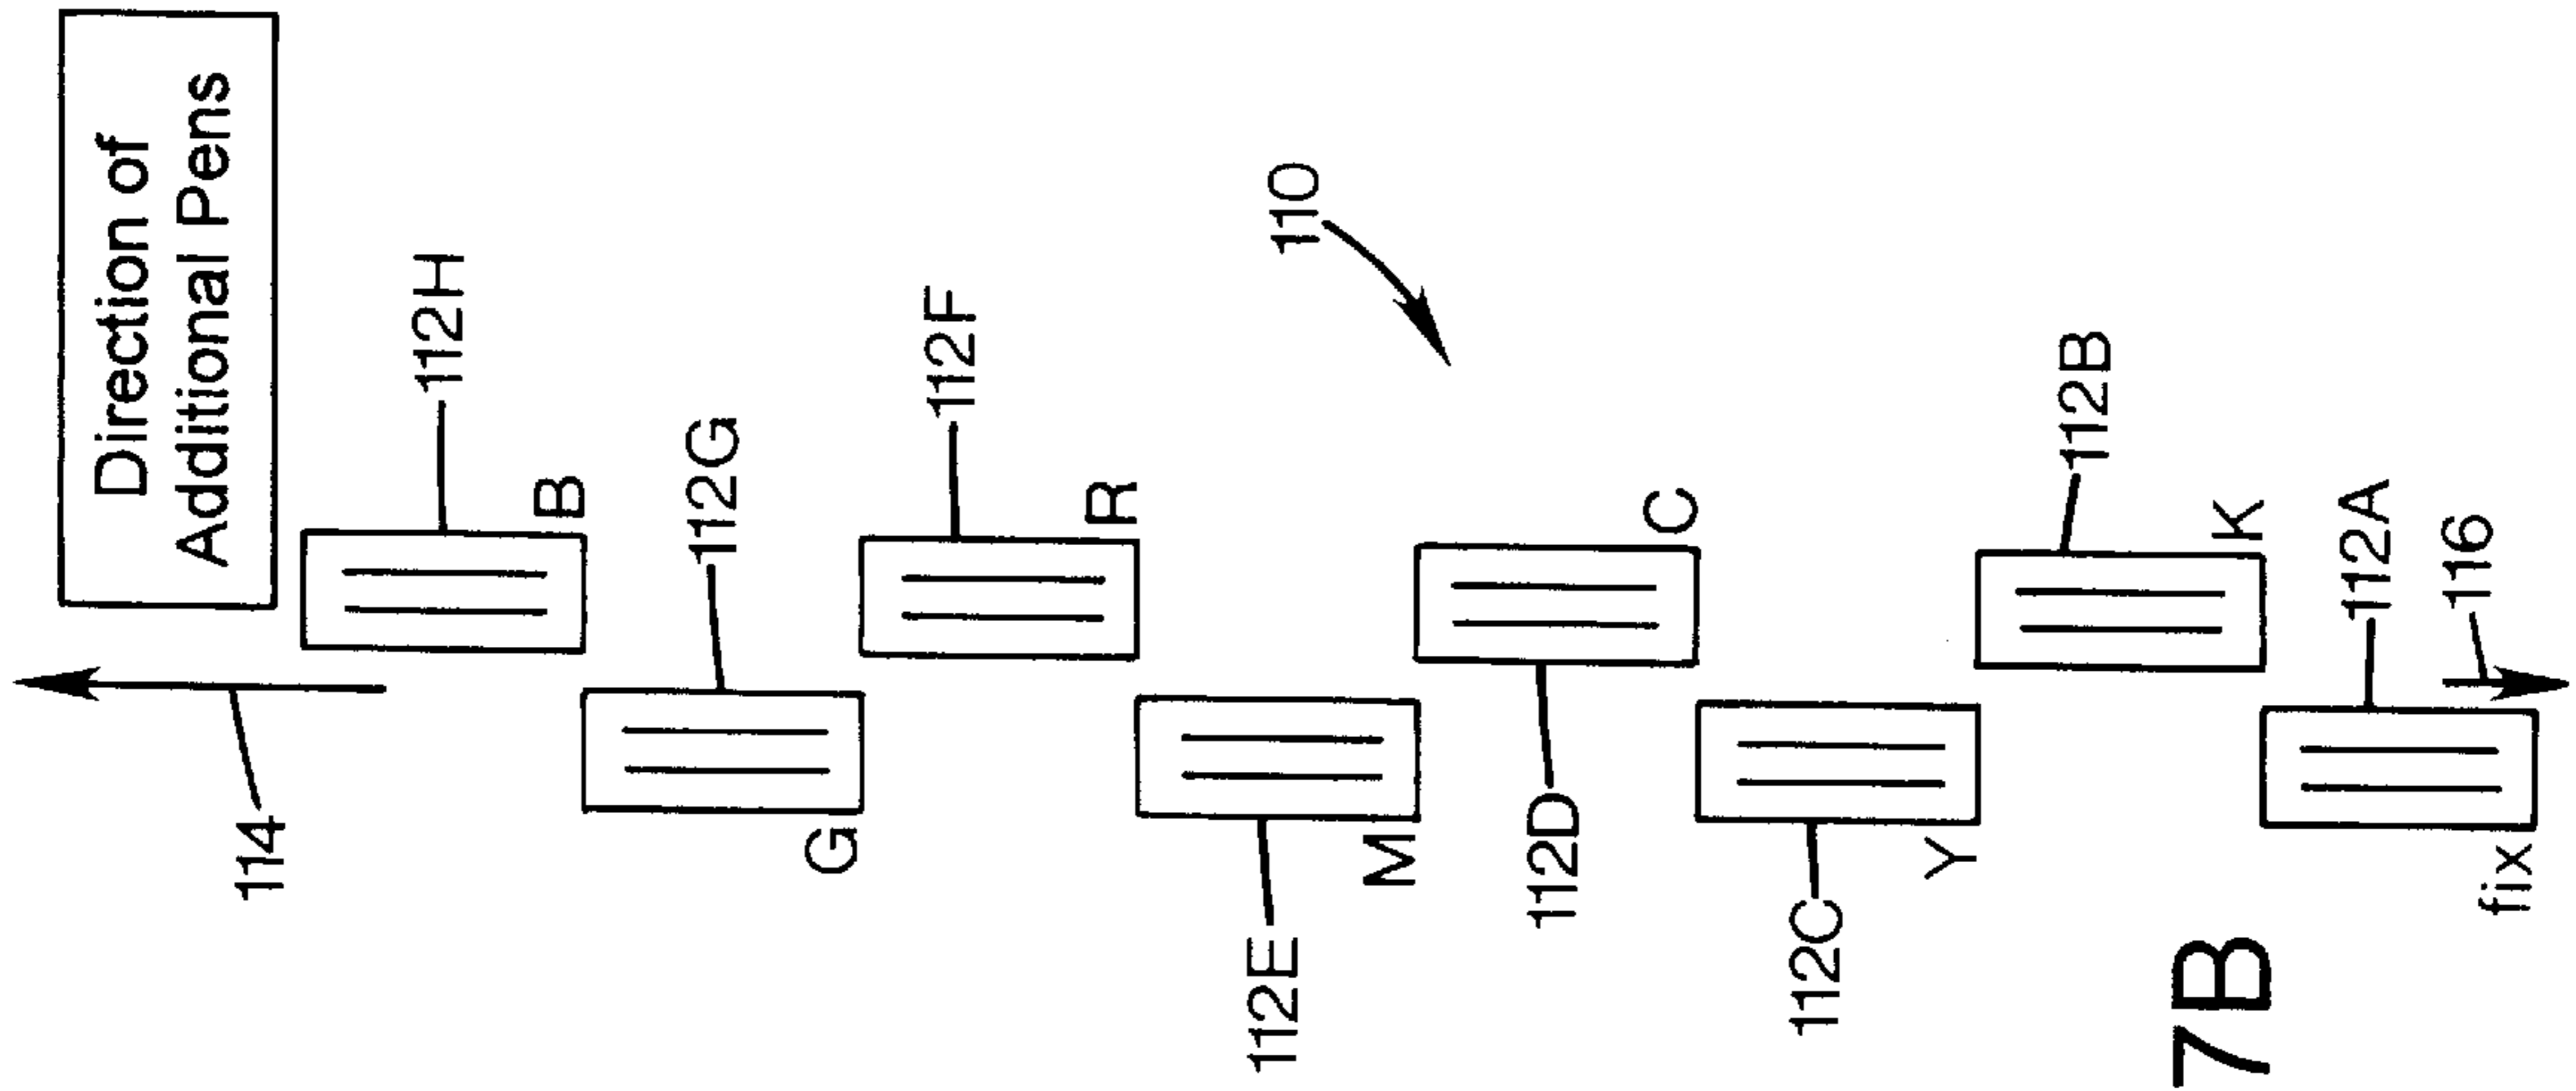 Direction of
Additional Pens
114
112H
B
112G
G
112F
R
110
112E
M
112D
C
112C
Y
112B
K
112A
116
fix
7B